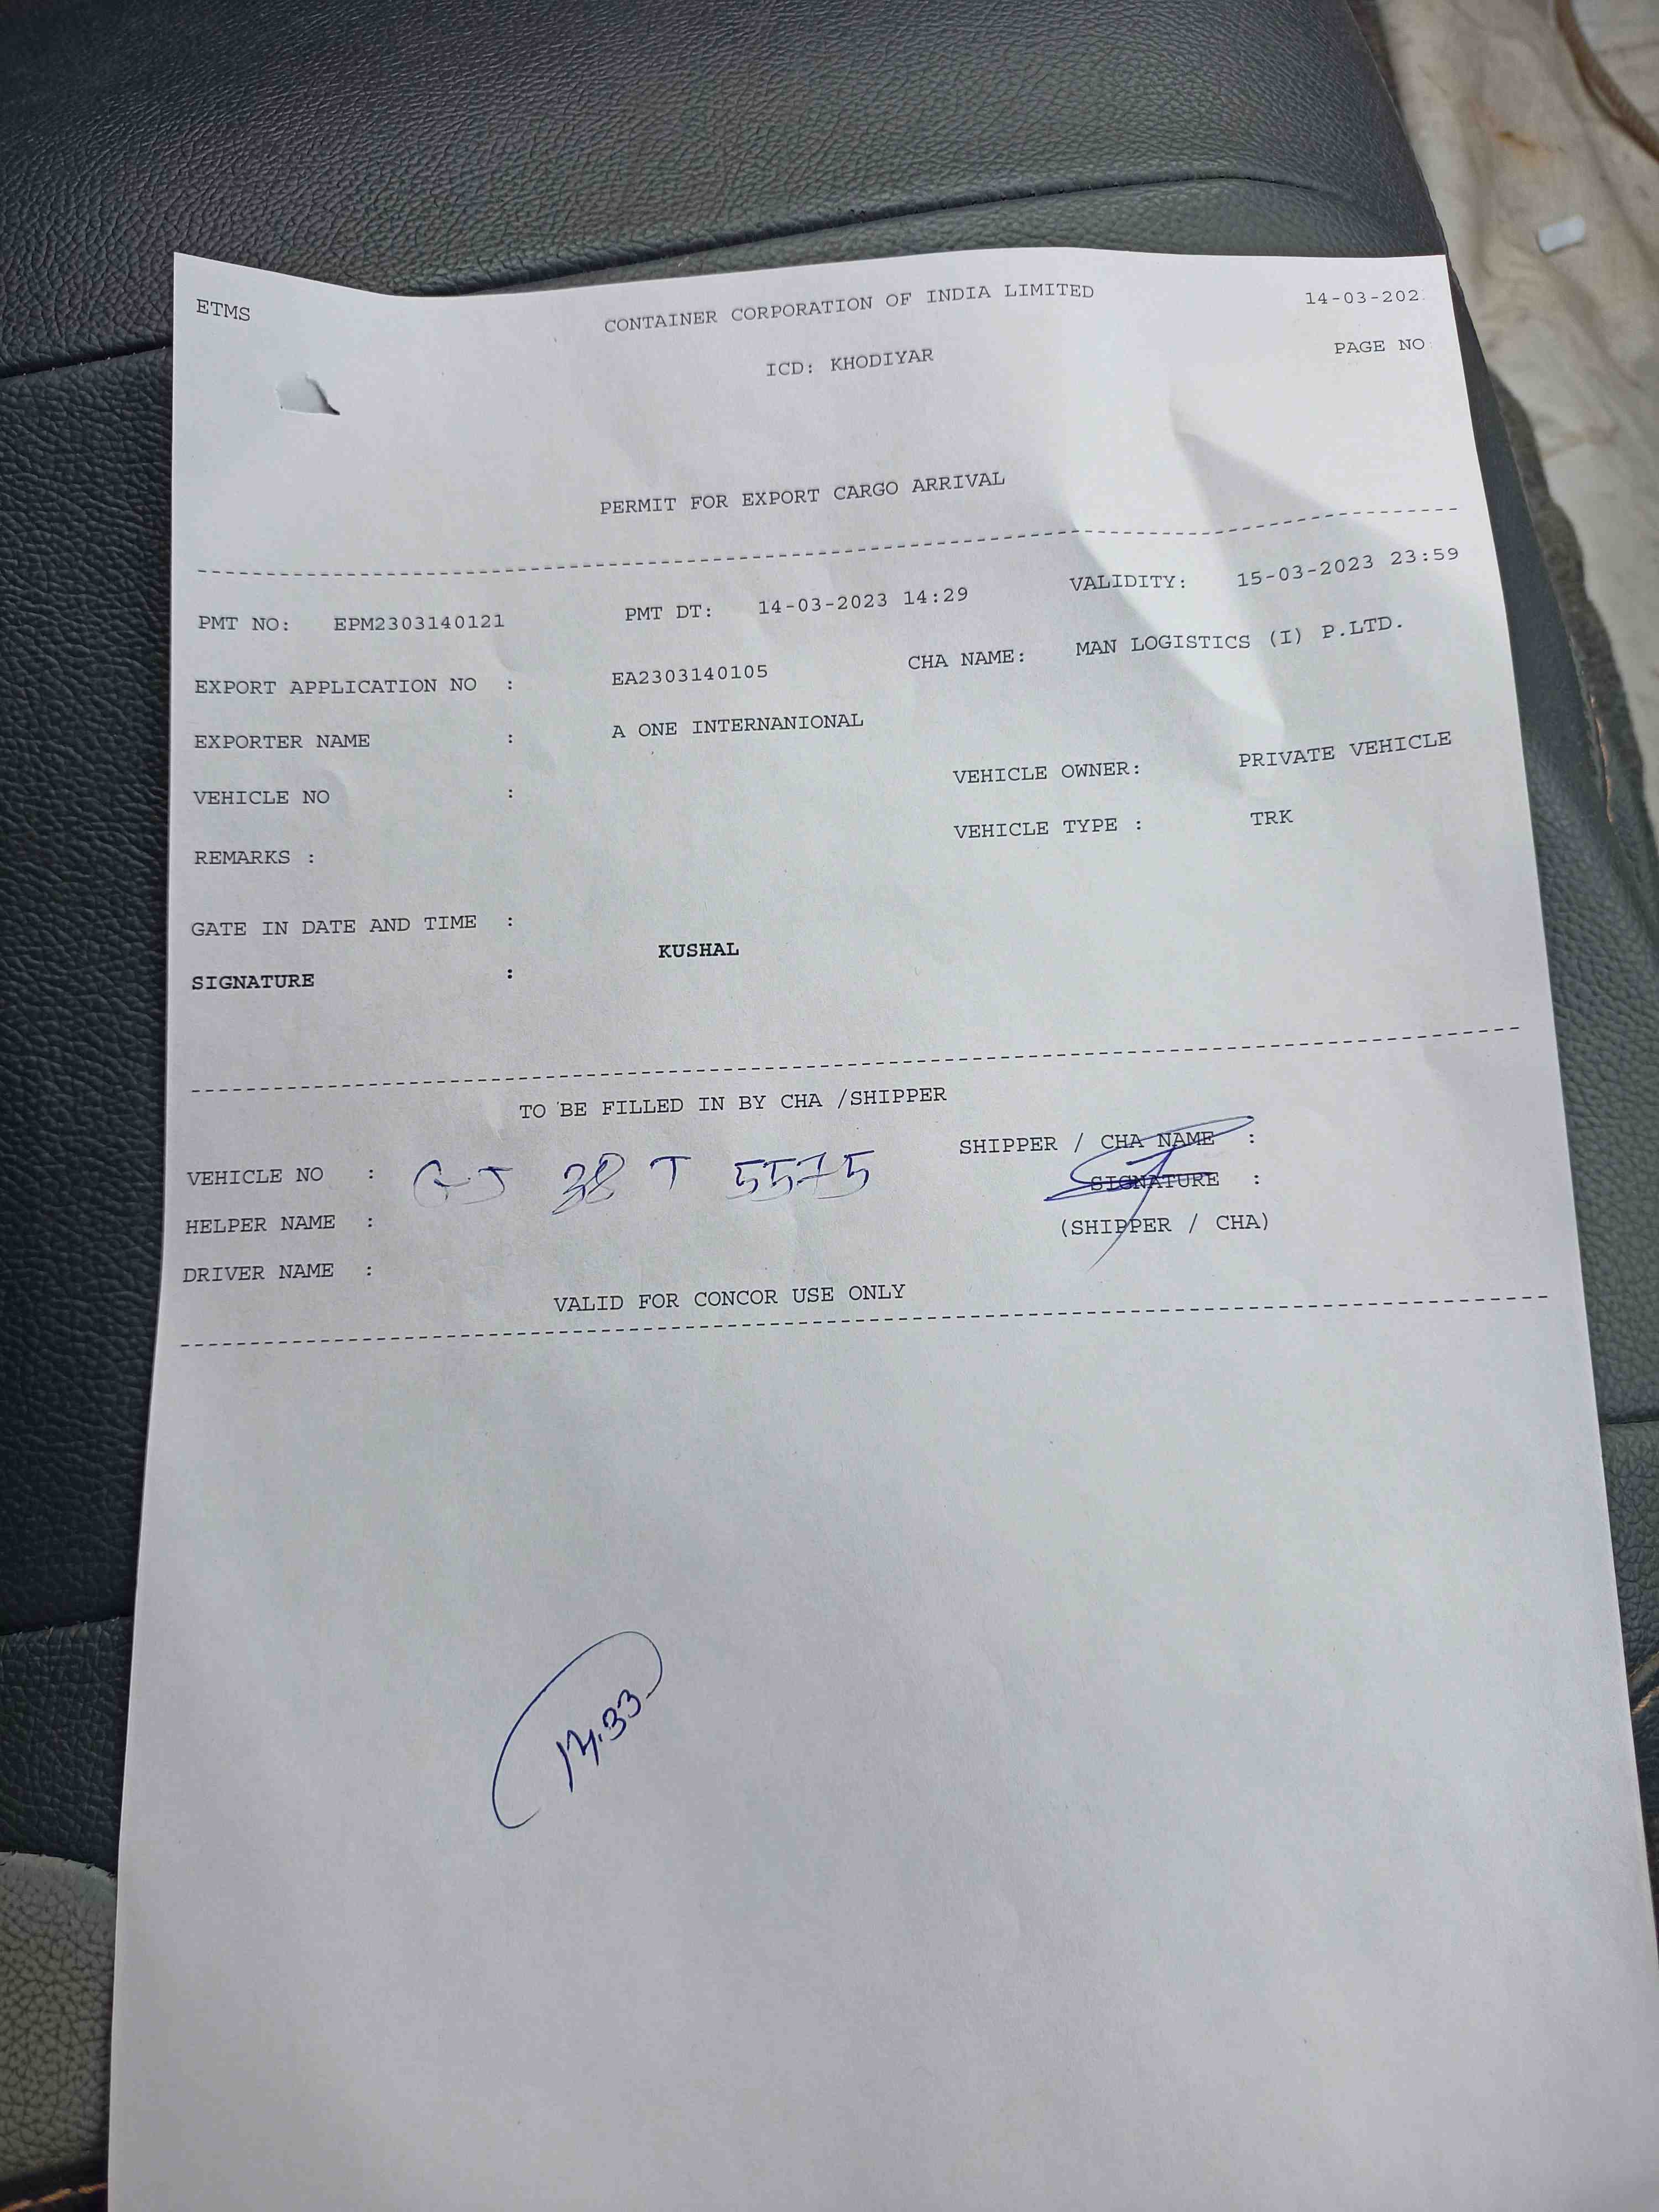 ETMS CONTAINER CORPORATION OF INDIA LIMITED 14-03-202
ICD: KHODIYAR PAGE NO
PERMIT FOR EXPORT CARGO ARRIVAL
PMT NO: EPM2303140121 PMT DT: 14-03-2023 14:29 VALIDITY: 15-03-2023 23:59
EXPORT APPLICATION NO : EA2303140105 CHA NAME: MAN LOGISTICS (I) P.LTD.
EXPORTER NAME : A ONE INTERNANIONAL
VEHICLE NO : VEHICLE OWNER: PRIVATE VEHICLE
REMARKS : VEHICLE TYPE : TRK
GATE IN DATE AND TIME :
SIGNATURE : KUSHAL
TO BE FILLED IN BY CHA /SHIPPER
VEHICLE NO : GJ 38 T 5575 SHIPPER / CHA NAME :
SIGNATURE :
HELPER NAME : (SHIPPER / CHA)
DRIVER NAME :
VALID FOR CONCOR USE ONLY